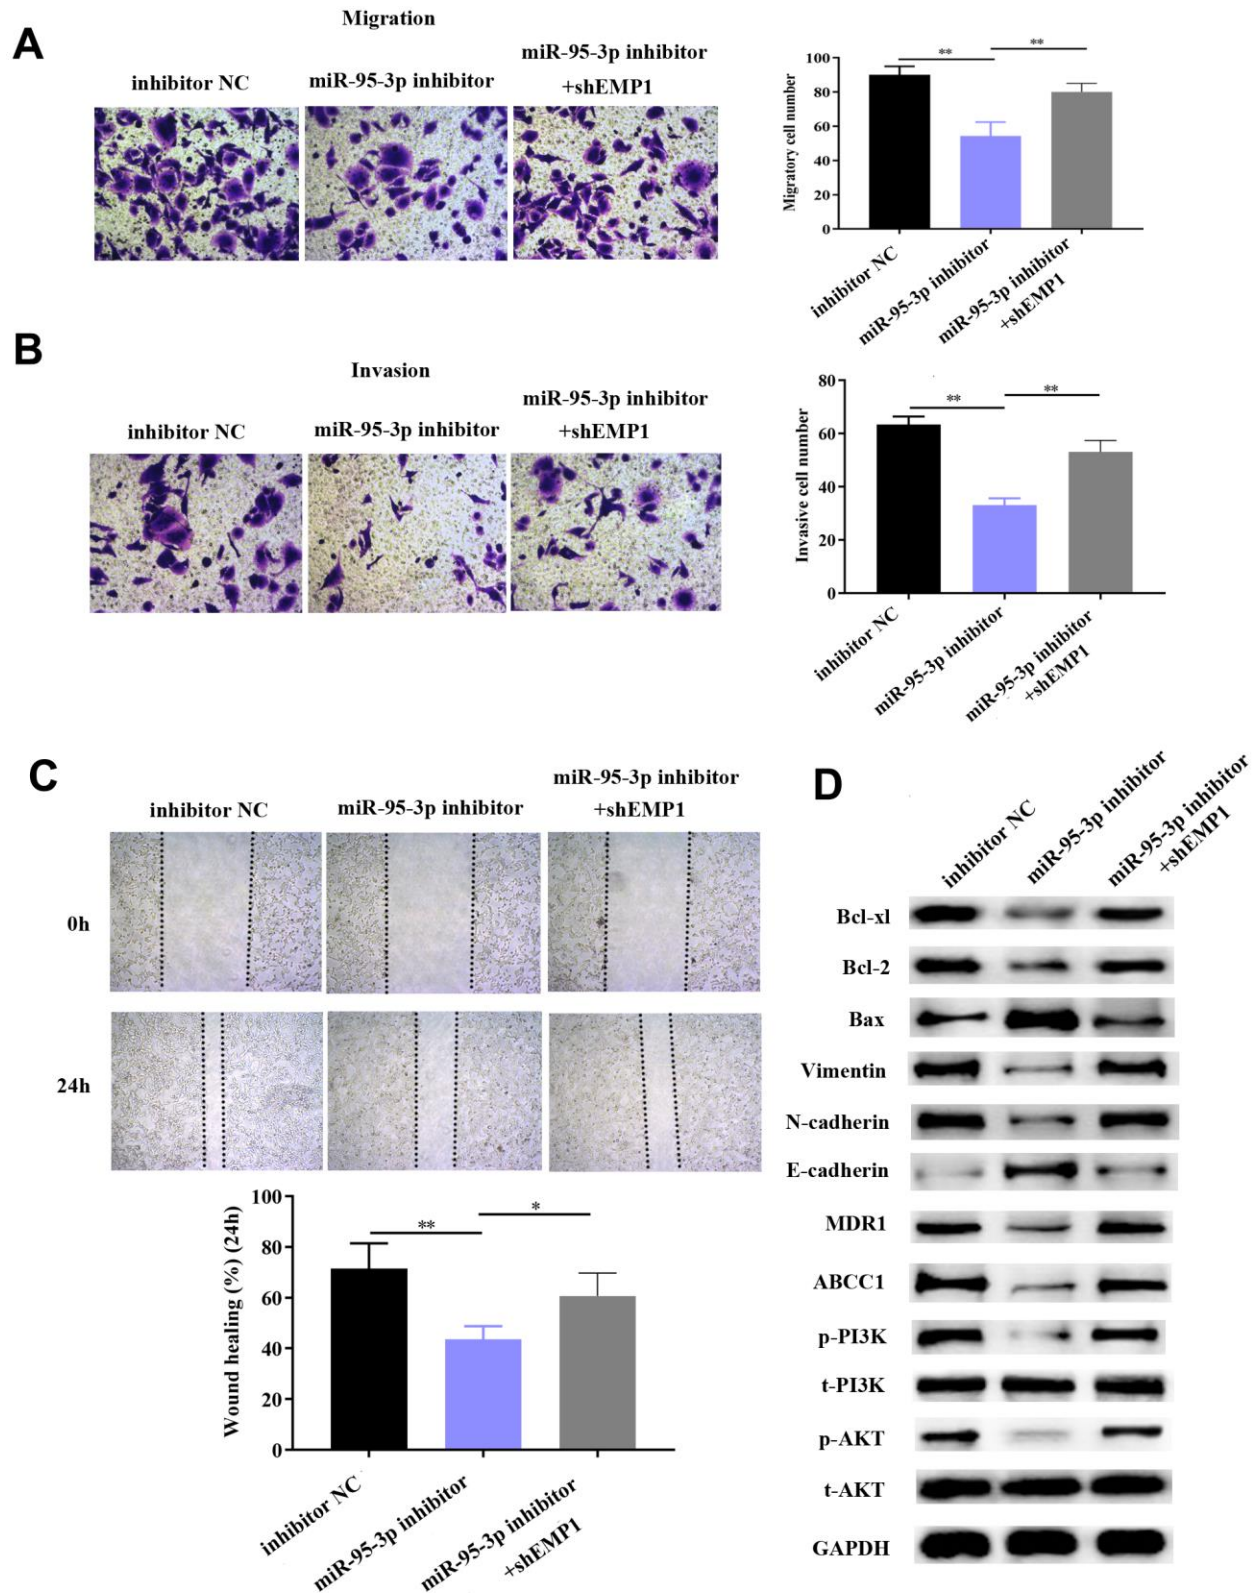 A
Migration
inhibitor NC
miR-95-3p inhibitor
miR-95-3p inhibitor
+shEMP1
**
**
100
80
60
40
20
0
Migratory cell number
inhibitor NC
miR-95-3p inhibitor
miR-95-3p inhibitor
+shEMP1
B
Invasion
inhibitor NC
miR-95-3p inhibitor
miR-95-3p inhibitor
+shEMP1
**
**
80
60
40
20
0
Invasive cell number
inhibitor NC
miR-95-3p inhibitor
miR-95-3p inhibitor
+shEMP1
C
inhibitor NC
miR-95-3p inhibitor
miR-95-3p inhibitor
+shEMP1
0h
24h
**
*
100
80
60
40
20
0
Wound healing (%) (24h)
inhibitor NC
miR-95-3p inhibitor
miR-95-3p inhibitor
+shEMP1
D
inhibitor NC
miR-95-3p inhibitor
miR-95-3p inhibitor
+shEMP1
Bcl-xl
Bcl-2
Bax
Vimentin
N-cadherin
E-cadherin
MDR1
ABCC1
p-PI3K
t-PI3K
p-AKT
t-AKT
GAPDH